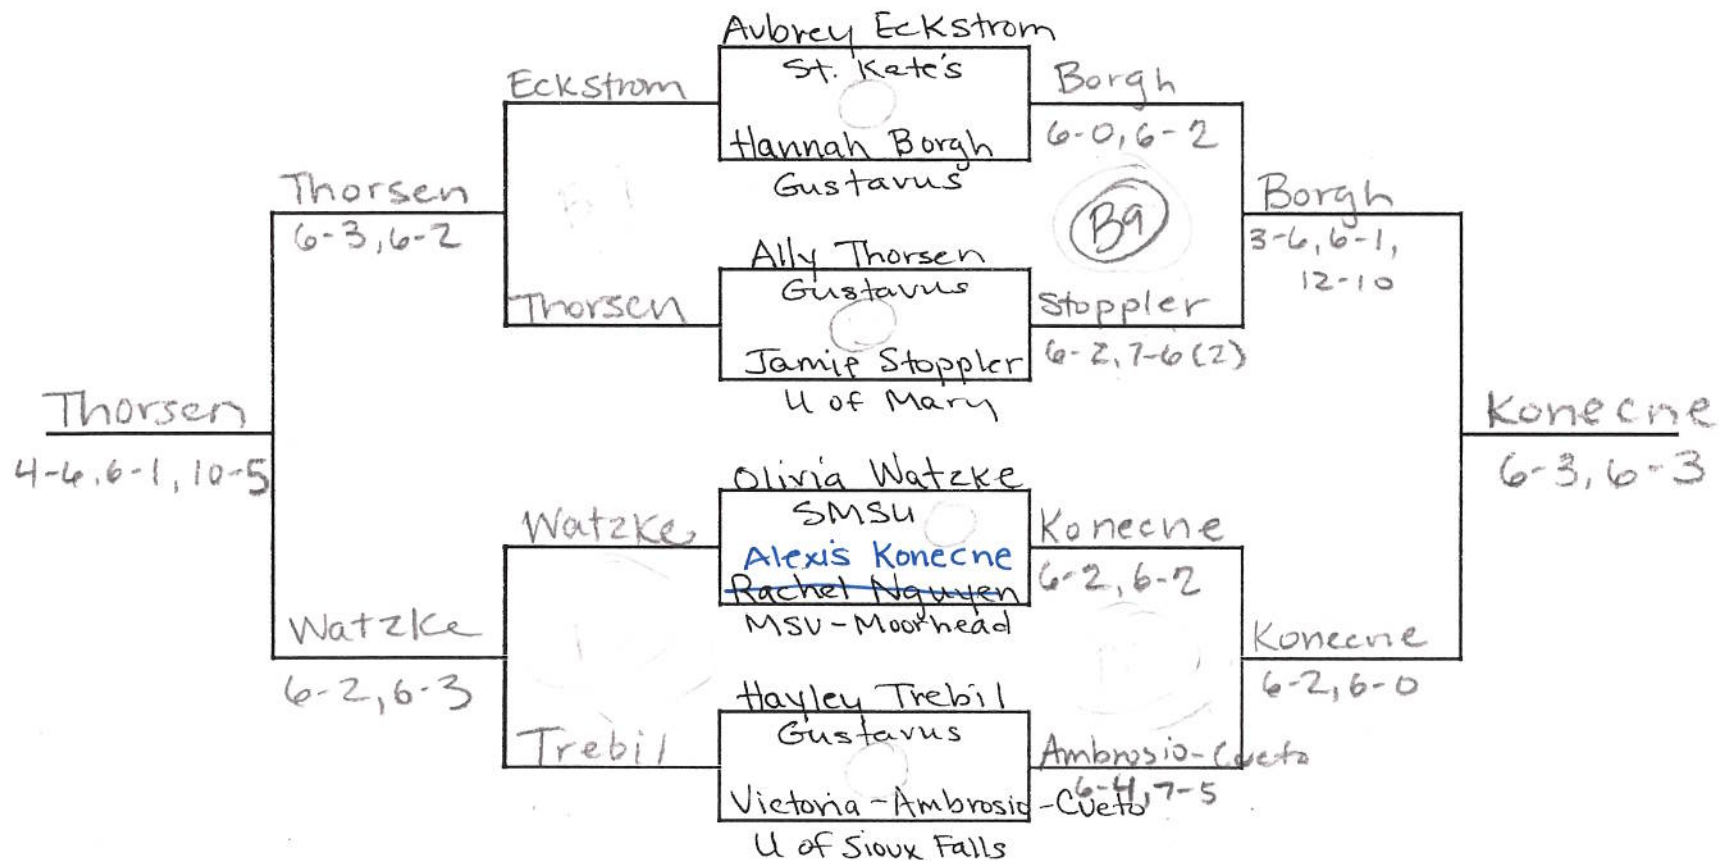 Aubrey Eckstrom
St. Kate's
Eckstrom
Borgh
6-0, 6-2
Hannah Borgh
Gustavus
Thorsen
6-3, 6-2
B9
Borgh
3-6, 6-1,
12-10
Ally Thorsen
Gustavus
Thorsen
Stoppler
6-2, 7-6 (2)
Jamie Stoppler
U of Mary
Thorsen
4-6, 6-1, 10-5
Konecne
6-3, 6-3
Olivia Watzke
SMSU
Watzke
Alexis Konecne
Rachel Nguyen
MSU-Moorhead
Konecne
6-2, 6-2
Watzke
6-2, 6-3
Konecne
6-2, 6-0
Hayley Trebil
Gustavus
Trebil
Ambrosio-Cueto
6-4, 7-5
Victoria-Ambrosio-Cueto
U of Sioux Falls